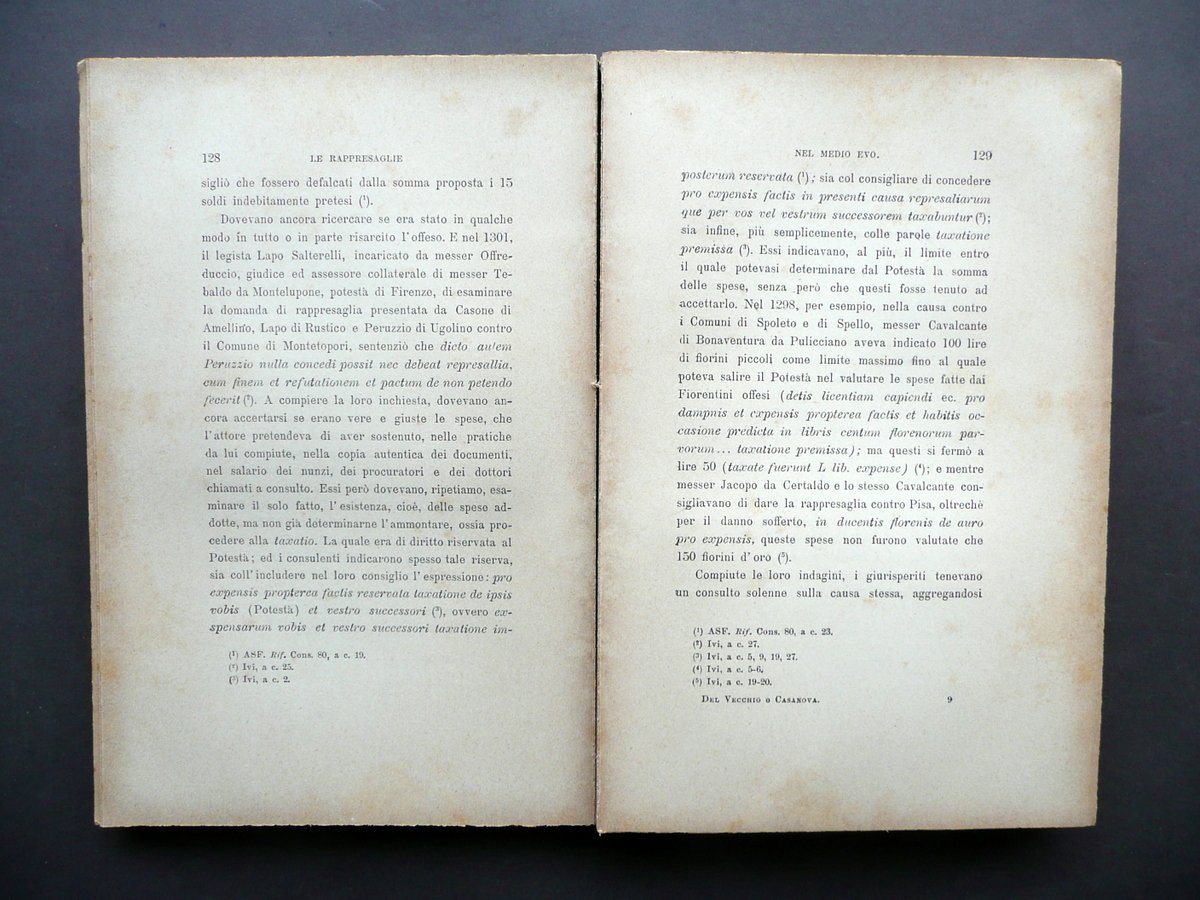 128 LE RAPPRESAGLIE
sigliò che fossero defalcati dalla somma proposta i 15
soldi indebitamente pretesi (¹).
Dovevano ancora ricercare se era stato in qualche
modo in tutto o in parte risarcito l'offeso. E nel 1301,
il legista Lapo Salterelli, incaricato da messer Offre-
duccio, giudice ed assessore collaterale di messer Te-
baldo da Montelupone, potestà di Firenze, di esaminare
la domanda di rappresaglia presentata da Casone di
Amellino, Lapo di Rustico e Peruzzio di Ugolino contro
il Comune di Montetopori, sentenziò che dicto autem
Peruzzio nulla concedi possit nec debeat represallia,
cum finem et refutationem et pactum de non petendo
fecerit (²). A compiere la loro inchiesta, dovevano an-
cora accertarsi se erano vere e giuste le spese, che
l'attore pretendeva di aver sostenuto, nelle pratiche
da lui compiute, nella copia autentica dei documenti,
nel salario dei nunzi, dei procuratori e dei dottori
chiamati a consulto. Essi però dovevano, ripetiamo, esa-
minare il solo fatto, l'esistenza, cioè, delle spese ad-
dotte, ma non già determinarne l'ammontare, ossia pro-
cedere alla taxatio. La quale era di diritto riservata al
Potestà; ed i consulenti indicarono spesso tale riserva,
sia coll'includere nel loro consiglio l'espressione: pro
expensis propterea factis reservata taxatione de ipsis
vobis (Potestà) et vestro successori (³), ovvero ex-
spensarum vobis et vestro successori taxatione im-
(¹) ASF. Rif. Cons. 80, a c. 19.
(²) Ivi, a c. 25.
(³) Ivi, a c. 2.
NEL MEDIO EVO. 129
posterum reservata (¹); sia col consigliare di concedere
pro expensis factis in presenti causa represaliarum
que per vos vel vestrum successorem taxabuntur (²);
sia infine, più semplicemente, colle parole taxatione
premissa (³). Essi indicavano, al più, il limite entro
il quale potevasi determinare dal Potestà la somma
delle spese, senza però che questi fosse tenuto ad
accettarlo. Nel 1298, per esempio, nella causa contro
i Comuni di Spoleto e di Spello, messer Cavalcante
di Bonaventura da Pulicciano aveva indicato 100 lire
di fiorini piccoli come limite massimo fino al quale
poteva salire il Potestà nel valutare le spese fatte dai
Fiorentini offesi (detis licentiam capiendi ec. pro
dampnis et expensis propterea factis et habitis oc-
casione predicta in libris centum florenorum par-
vorum... taxatione premissa); ma questi si fermò a
lire 50 (taxate fuerunt L lib. expense) (⁴); e mentre
messer Jacopo da Certaldo e lo stesso Cavalcante con-
sigliavano di dare la rappresaglia contro Pisa, oltrechè
per il danno sofferto, in ducentis florenis de auro
pro expensis, queste spese non furono valutate che
150 fiorini d'oro (⁵).
Compiute le loro indagini, i giurisperiti tenevano
un consulto solenne sulla causa stessa, aggregandosi
(¹) ASF. Rif. Cons. 80, a c. 23.
(²) Ivi, a c. 27.
(³) Ivi, a c. 5, 9, 19, 27.
(⁴) Ivi, a c. 5-6.
(⁵) Ivi, a c. 19-20.
DEL VECCHIO e CASANOVA. 9